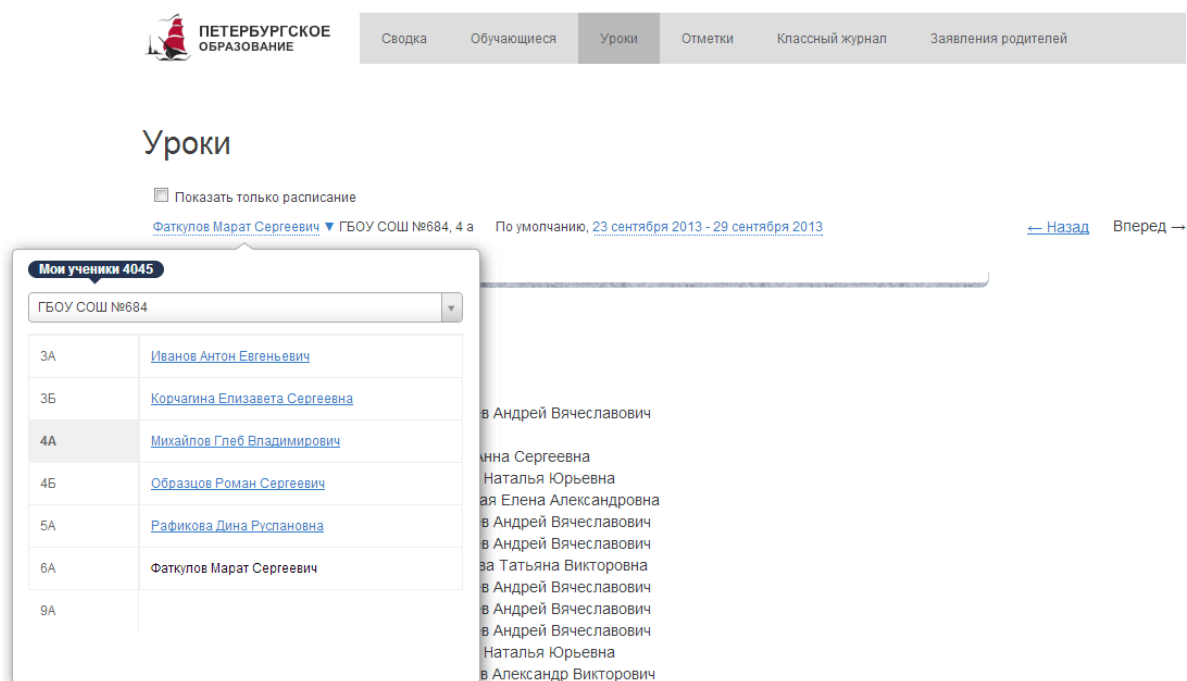 ПЕТЕРБУРГСКОЕ
ОБРАЗОВАНИЕ
Сводка Обучающиеся Уроки Отметки Классный журнал Заявления родителей
Уроки
Показать только расписание
Фаткулов Марат Сергеевич ▼ ГБОУ СОШ №684, 4 а По умолчанию, 23 сентября 2013 - 29 сентября 2013 ← Назад Вперед →
Мои ученики 4045
ГБОУ СОШ №684
3А Иванов Антон Евгеньевич
3Б Корчагина Елизавета Сергеевна
4А Михайлов Глеб Владимирович
4Б Образцов Роман Сергеевич
5А Рафикова Дина Руслановна
6А Фаткулов Марат Сергеевич
9А
Андрей Вячеславович
Сергеевна
Наталья Юрьевна
Елена Александровна
Андрей Вячеславович
Андрей Вячеславович
Татьяна Викторовна
Андрей Вячеславович
Андрей Вячеславович
Андрей Вячеславович
Наталья Юрьевна
Александр Викторович